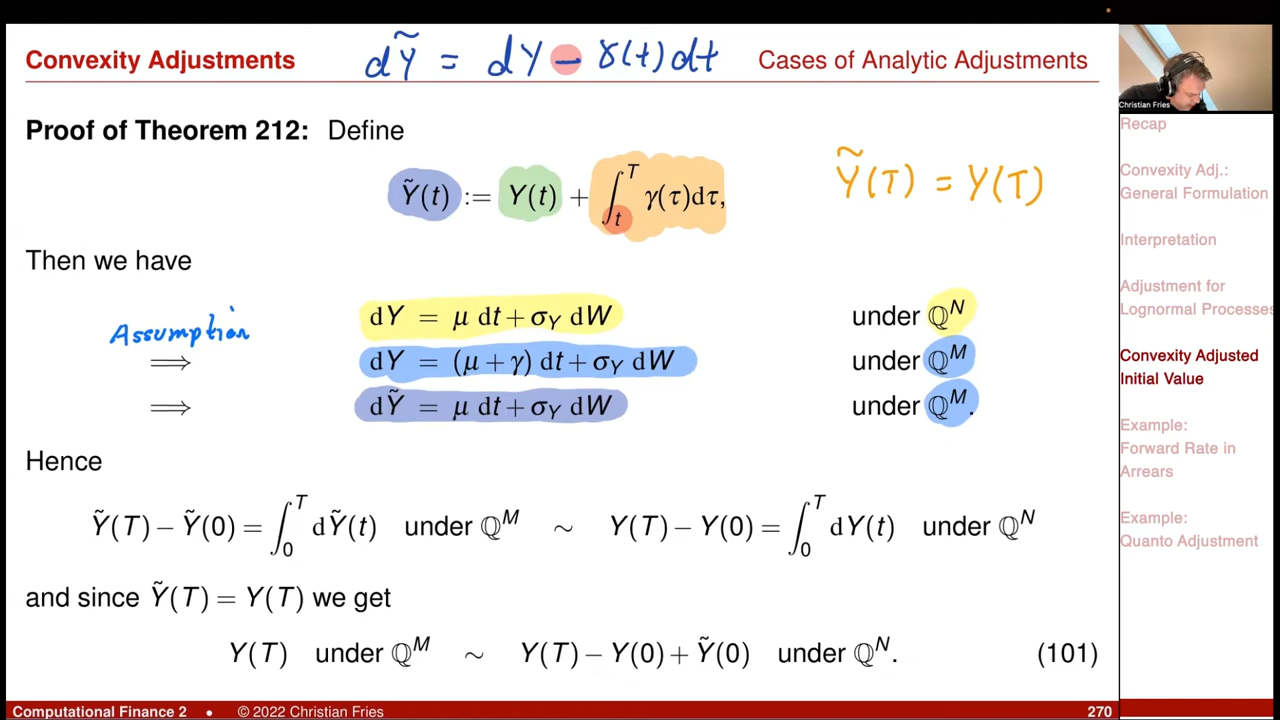 Convexity Adjustments
dỸ = dY − γ(t)dt
Cases of Analytic Adjustments
Christian Fries
Proof of Theorem 212: Define
Ỹ(t) := Y(t) + ∫_t^T γ(τ)dτ,
Ỹ(T) = Y(T)
Then we have
dY = μ dt + σ_Y dW under ℚ^N
Assumption
⟹ dY = (μ + γ) dt + σ_Y dW under ℚ^M
⟹ dỸ = μ dt + σ_Y dW under ℚ^M.
Hence
Ỹ(T) − Ỹ(0) = ∫_0^T dỸ(t) under ℚ^M ∼ Y(T) − Y(0) = ∫_0^T dY(t) under ℚ^N
and since Ỹ(T) = Y(T) we get
Y(T) under ℚ^M ∼ Y(T) − Y(0) + Ỹ(0) under ℚ^N. (101)
Recap
Convexity Adj.:
General Formulation
Interpretation
Adjustment for
Lognormal Processes
Convexity Adjusted
Initial Value
Example:
Forward Rate in
Arrears
Example:
Quanto Adjustment
Computational Finance 2 • © 2022 Christian Fries 270